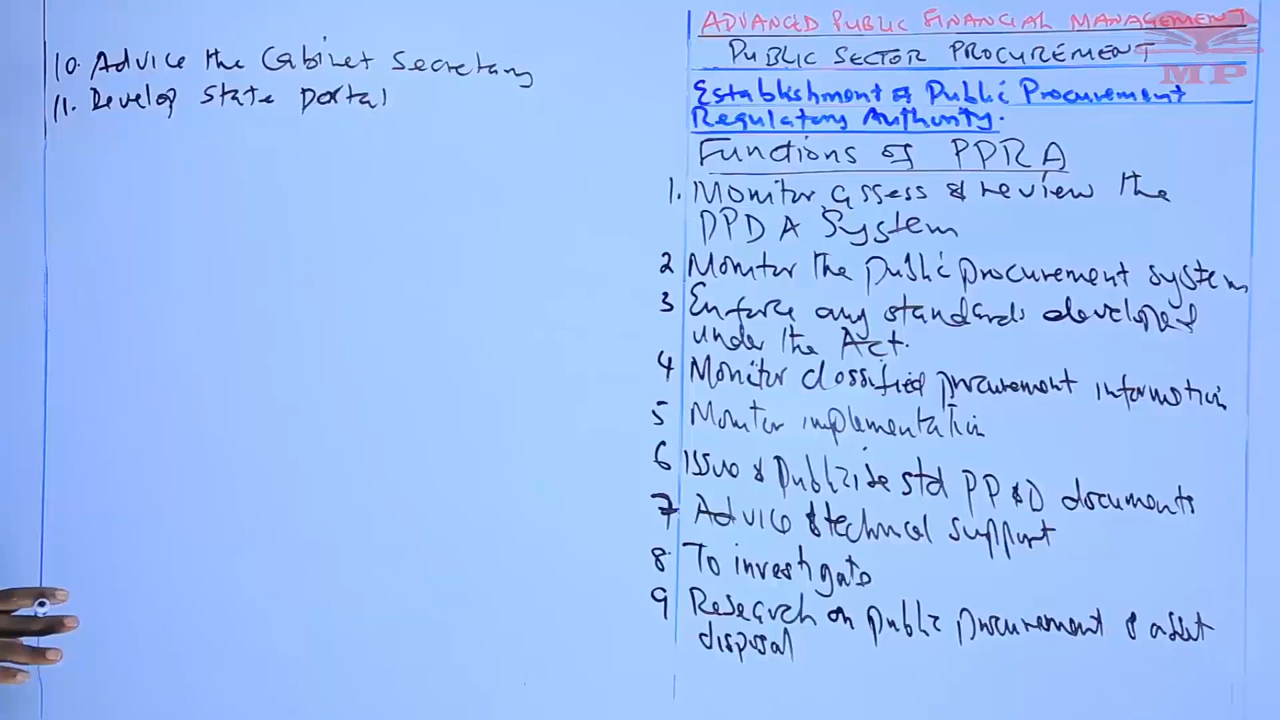 ADVANCED PUBLIC FINANCIAL MANAGEMENT
PUBLIC SECTOR PROCUREMENT
MP
Establishment of Public Procurement
Regulatory Authority.
Functions of PPRA
1. Monitor, assess & review the
PPDA System
2 Monitor the public procurement system
3 Enforce any standards developed
under the Act.
4 Monitor classified procurement information
5 Monitor implementation
6 Issue & publicize std PP&D documents
7 Advice & technical support
8. To investigate
9 Research on public procurement & asset
disposal
10. Advice the Cabinet Secretary
11. Develop State portal